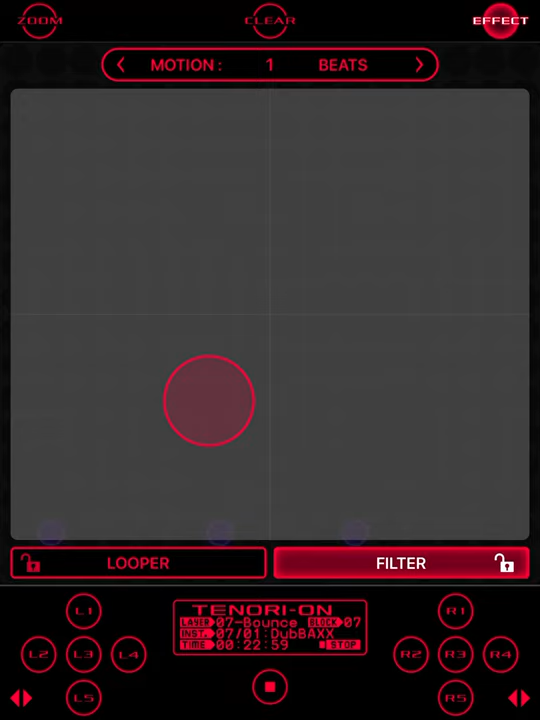 ZOOM CLEAR EFFECT
MOTION : 1 BEATS
LOOPER FILTER
L1 R1
TENORI-ON
LAYER 07-Bounce BLOCK 07
INST. 07/01:DubBAXX
TIME 00:22:59 STOP
L2 L3 L4 R2 R3 R4
L5 R5